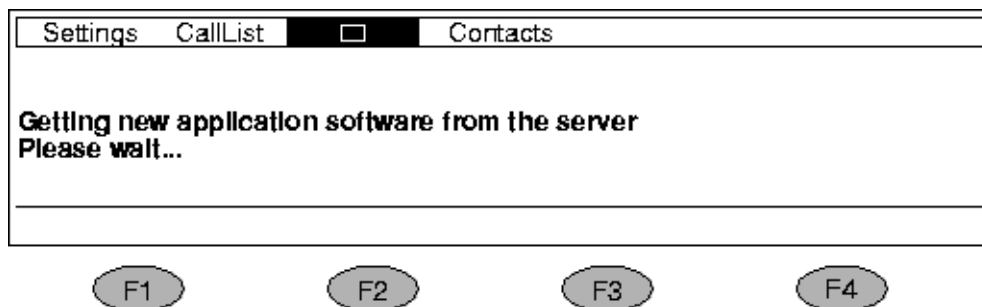 Settings CallList Contacts
Getting new application software from the server
Please wait...
F1 F2 F3 F4